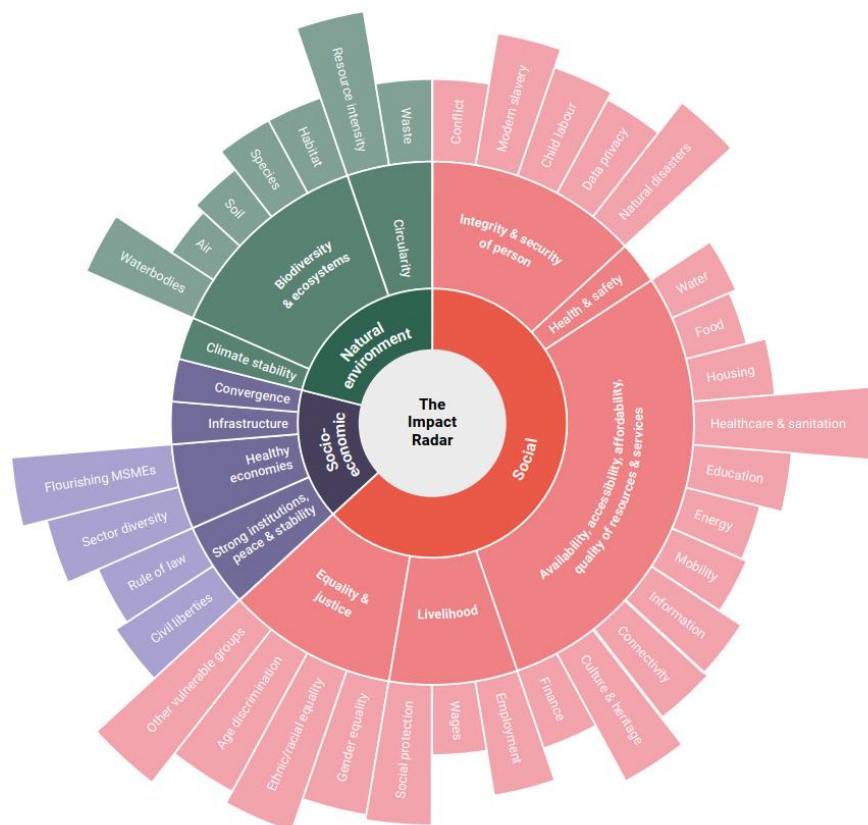 The
Impact
Radar
Social
Integrity & security
of person
Conflict
Modern slavery
Child labour
Data privacy
Natural disasters
Health & safety
Availability, accessibility, affordability,
quality of resources & services
Water
Food
Housing
Healthcare & sanitation
Education
Energy
Mobility
Information
Connectivity
Culture & heritage
Finance
Livelihood
Employment
Wages
Social protection
Equality &
justice
Gender equality
Ethnic/racial equality
Age discrimination
Other vulnerable groups
Socio-
economic
Strong institutions,
peace & stability
Civil liberties
Rule of law
Healthy
economies
Sector diversity
Flourishing MSMEs
Infrastructure
Convergence
Natural
environment
Climate stability
Biodiversity
& ecosystems
Waterbodies
Air
Soil
Species
Habitat
Circularity
Resource intensity
Waste